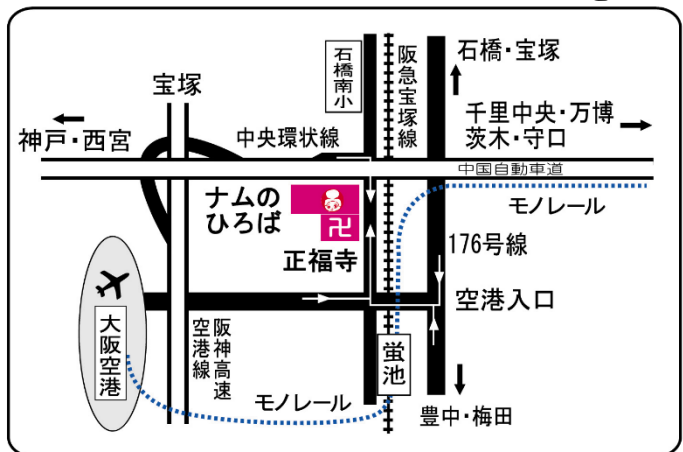 石橋・宝塚
石橋南小
阪急宝塚線
宝塚
千里中央・万博
茨木・守口
神戸・西宮
中央環状線
中国自動車道
ナムの
ひろば
モノレール
卍
正福寺
176号線
空港入口
大阪空港
阪神高速
空港線
蛍池
モノレール
豊中・梅田